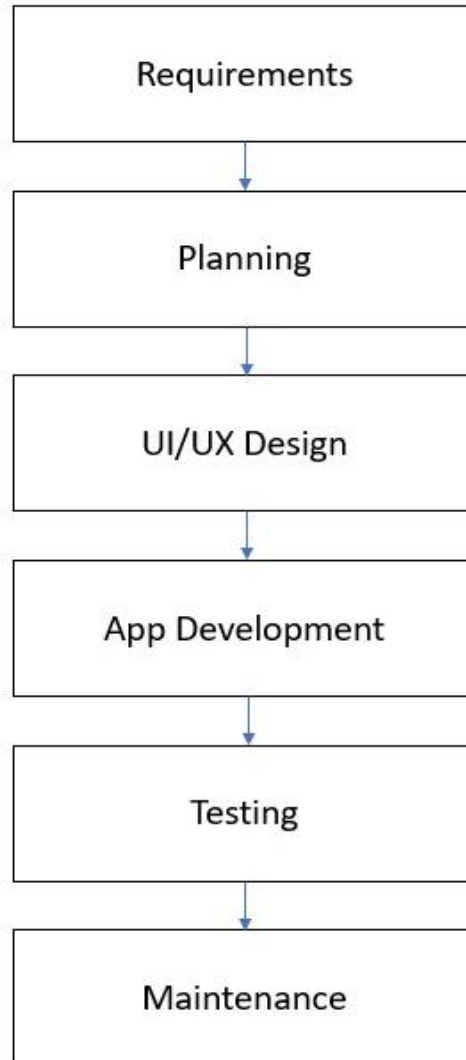 Requirements
Planning
UI/UX Design
App Development
Testing
Maintenance